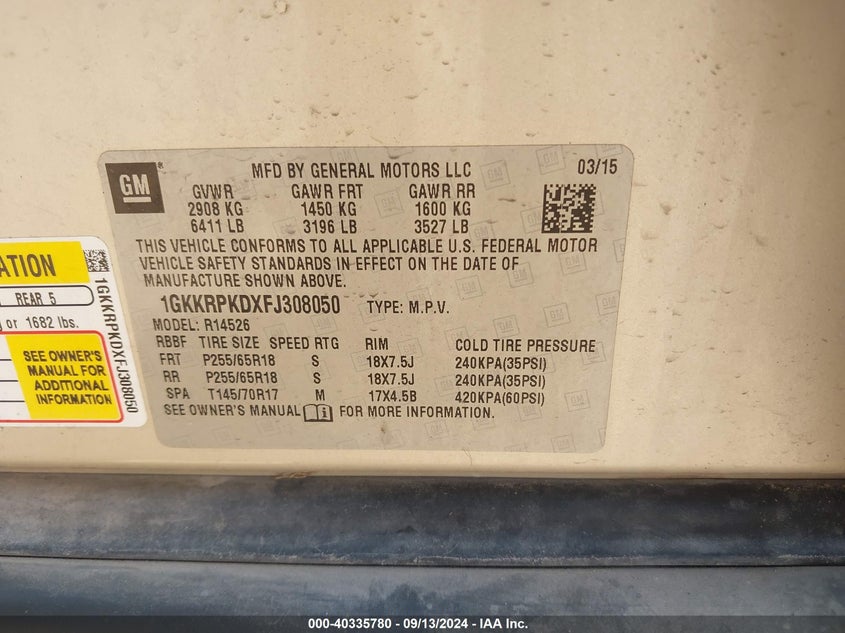 GM
MFD BY GENERAL MOTORS LLC 03/15
GVWR GAWR FRT GAWR RR
2908 KG 1450 KG 1600 KG
6411 LB 3196 LB 3527 LB
THIS VEHICLE CONFORMS TO ALL APPLICABLE U.S. FEDERAL MOTOR
VEHICLE SAFETY STANDARDS IN EFFECT ON THE DATE OF
MANUFACTURE SHOWN ABOVE.
1GKKRPKDXFJ308050 TYPE: M.P.V.
MODEL: R14526
RBBF TIRE SIZE SPEED RTG RIM COLD TIRE PRESSURE
FRT P255/65R18 S 18X7.5J 240KPA(35PSI)
RR P255/65R18 S 18X7.5J 240KPA(35PSI)
SPA T145/70R17 M 17X4.5B 420KPA(60PSI)
SEE OWNER'S MANUAL FOR MORE INFORMATION.
ATION
REAR 5
or 1682 lbs.
SEE OWNER'S
MANUAL FOR
ADDITIONAL
INFORMATION
1GKKRPKDXFJ308050
000-40335780 - 09/13/2024 - IAA Inc.